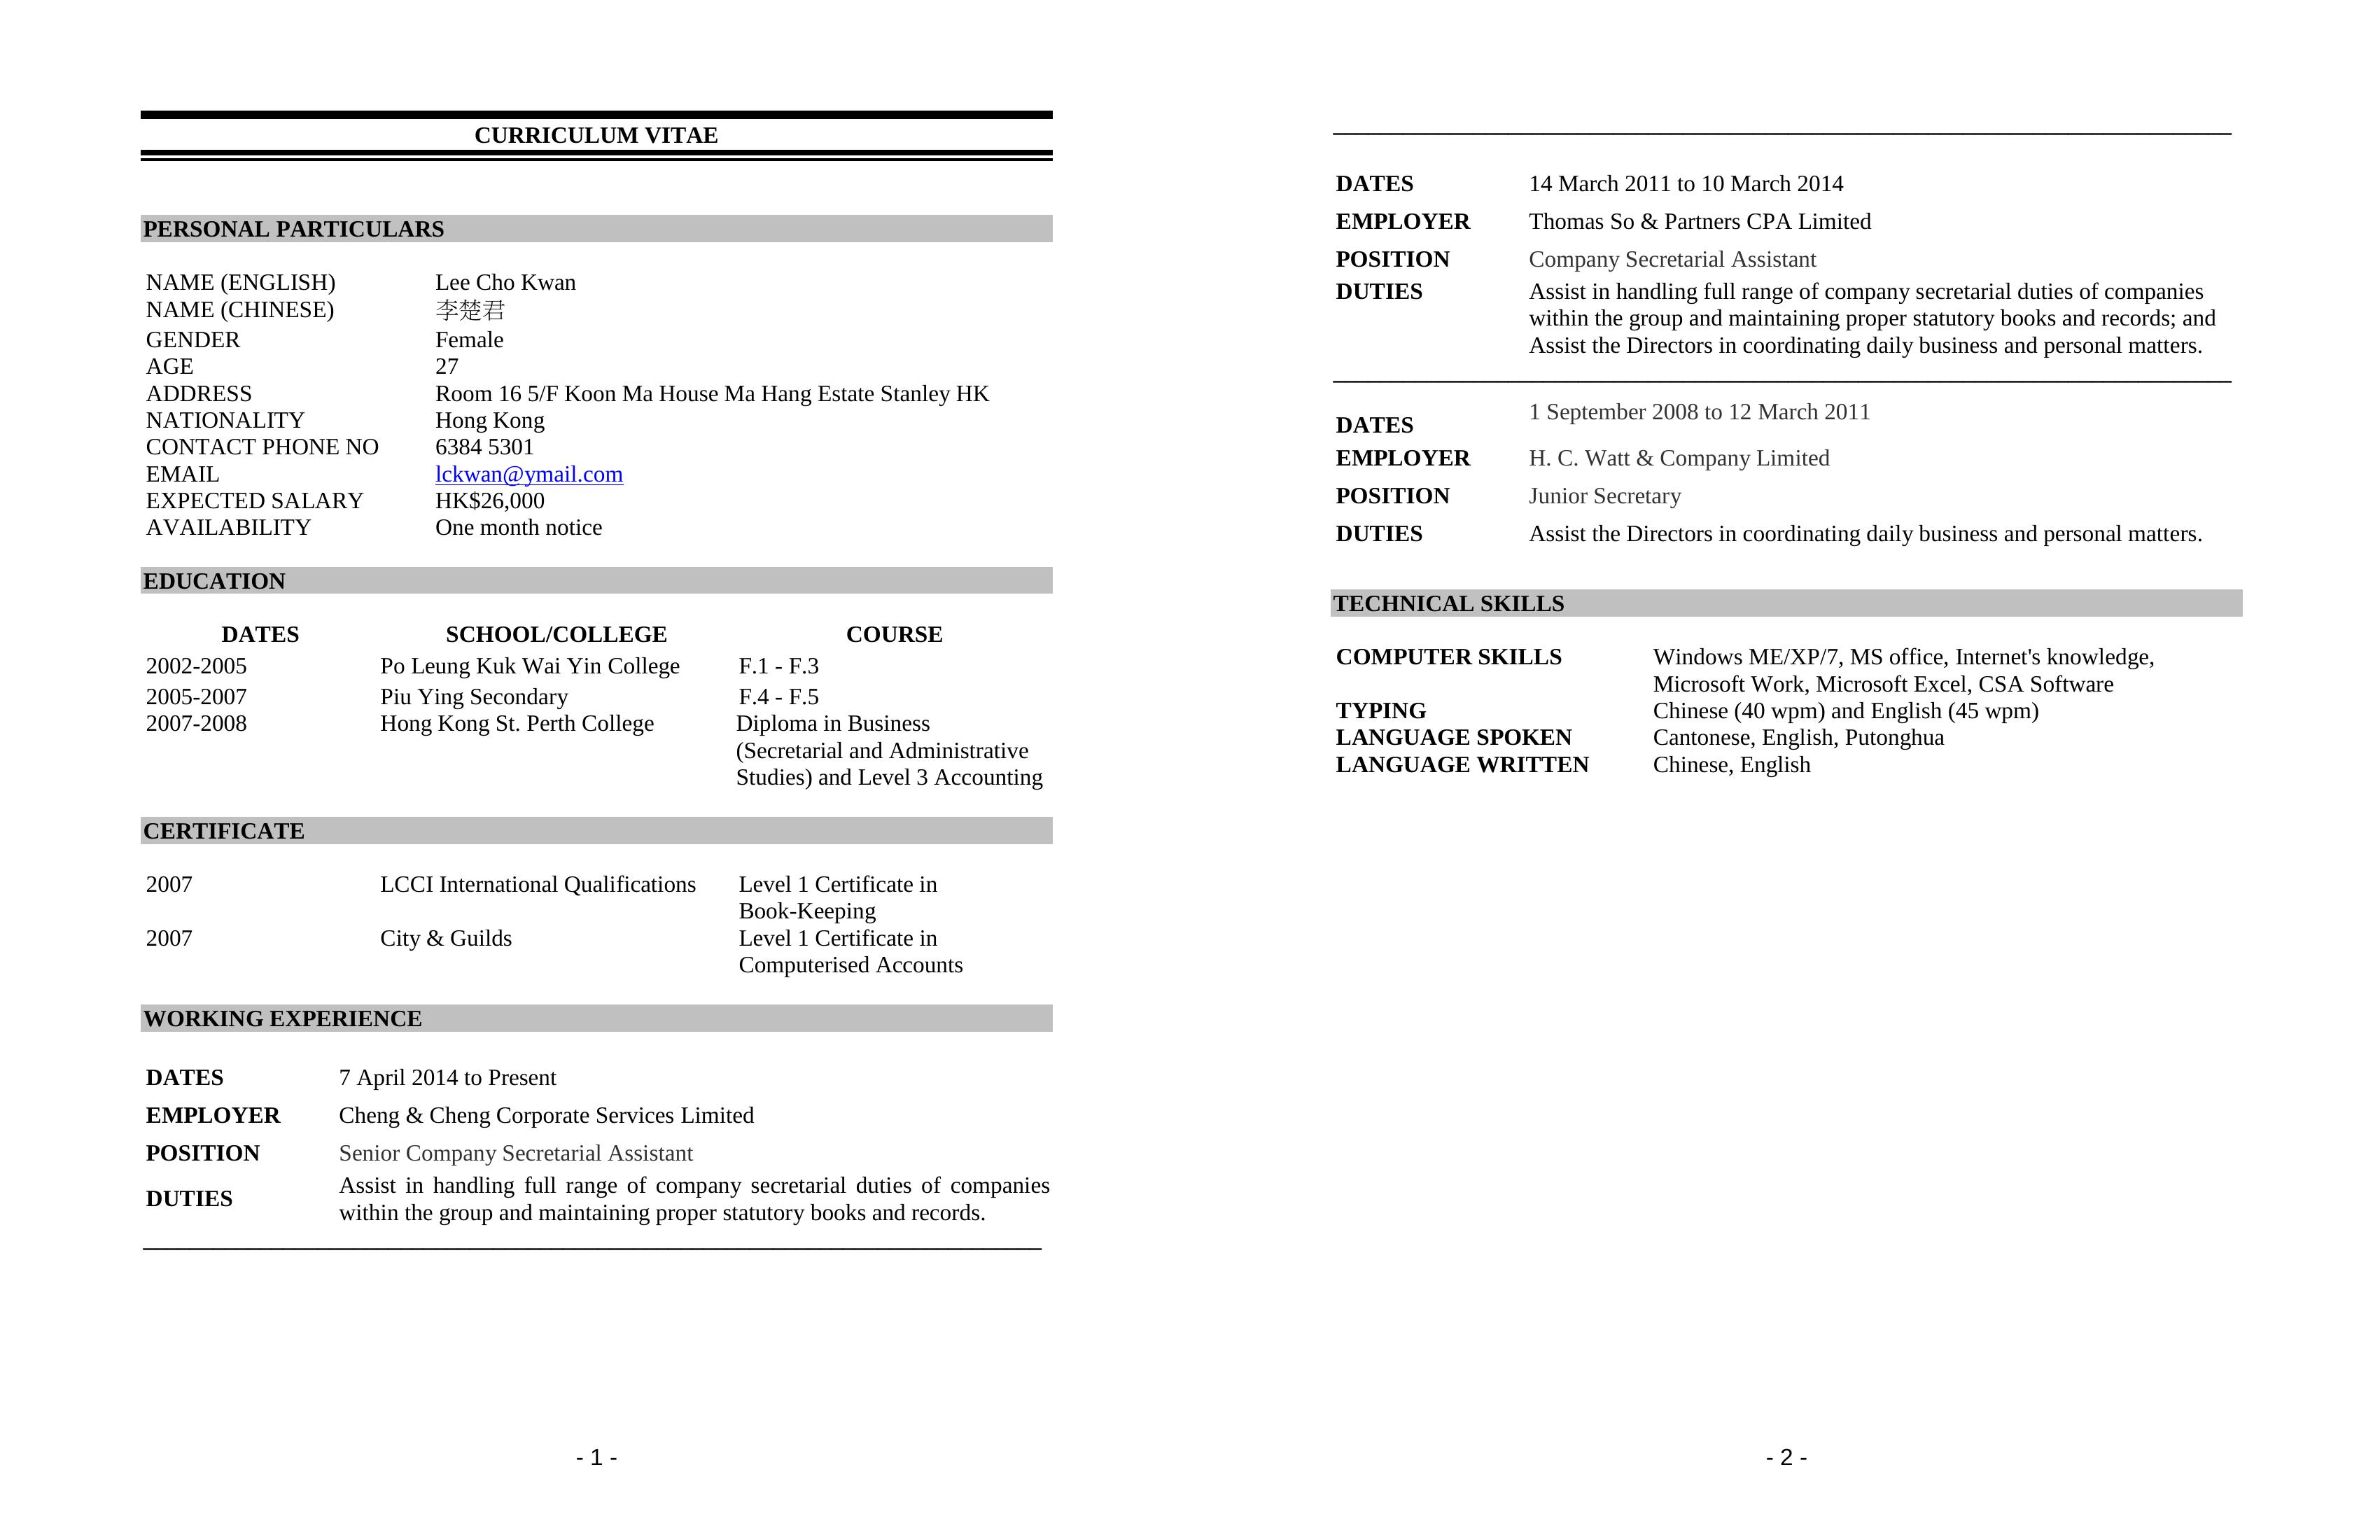 CURRICULUM VITAE
PERSONAL PARTICULARS
NAME (ENGLISH) Lee Cho Kwan
NAME (CHINESE) 李楚君
GENDER Female
AGE 27
ADDRESS Room 16 5/F Koon Ma House Ma Hang Estate Stanley HK
NATIONALITY Hong Kong
CONTACT PHONE NO 6384 5301
EMAIL lckwan@ymail.com
EXPECTED SALARY HK$26,000
AVAILABILITY One month notice
EDUCATION
DATES SCHOOL/COLLEGE COURSE
2002-2005 Po Leung Kuk Wai Yin College F.1 - F.3
2005-2007 Piu Ying Secondary F.4 - F.5
2007-2008 Hong Kong St. Perth College Diploma in Business
(Secretarial and Administrative
Studies) and Level 3 Accounting
CERTIFICATE
2007 LCCI International Qualifications Level 1 Certificate in
Book-Keeping
2007 City & Guilds Level 1 Certificate in
Computerised Accounts
WORKING EXPERIENCE
DATES 7 April 2014 to Present
EMPLOYER Cheng & Cheng Corporate Services Limited
POSITION Senior Company Secretarial Assistant
DUTIES Assist in handling full range of company secretarial duties of companies
within the group and maintaining proper statutory books and records.
- 1 -
DATES 14 March 2011 to 10 March 2014
EMPLOYER Thomas So & Partners CPA Limited
POSITION Company Secretarial Assistant
DUTIES Assist in handling full range of company secretarial duties of companies
within the group and maintaining proper statutory books and records; and
Assist the Directors in coordinating daily business and personal matters.
DATES 1 September 2008 to 12 March 2011
EMPLOYER H. C. Watt & Company Limited
POSITION Junior Secretary
DUTIES Assist the Directors in coordinating daily business and personal matters.
TECHNICAL SKILLS
COMPUTER SKILLS Windows ME/XP/7, MS office, Internet's knowledge,
Microsoft Work, Microsoft Excel, CSA Software
TYPING Chinese (40 wpm) and English (45 wpm)
LANGUAGE SPOKEN Cantonese, English, Putonghua
LANGUAGE WRITTEN Chinese, English
- 2 -